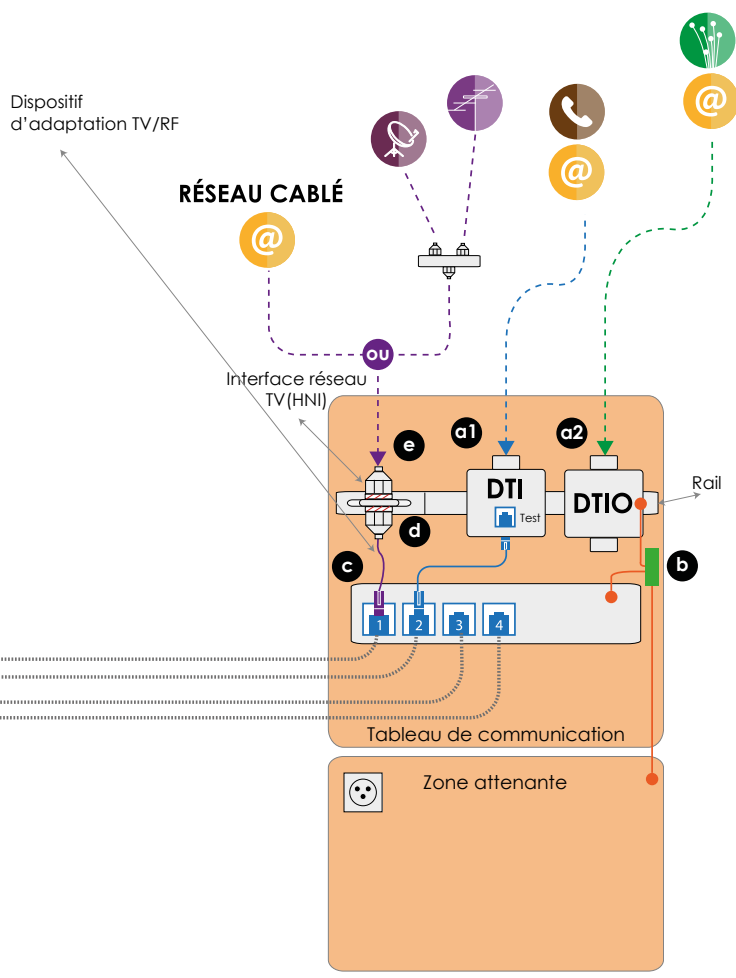 @
Dispositif
d'adaptation TV/RF
@
RÉSEAU CABLÉ
@
ou
Interface réseau
TV(HNI)
e
a1
a2
DTI
Test
DTIO
Rail
d
c
b
1
2
3
4
Tableau de communication
Zone attenante